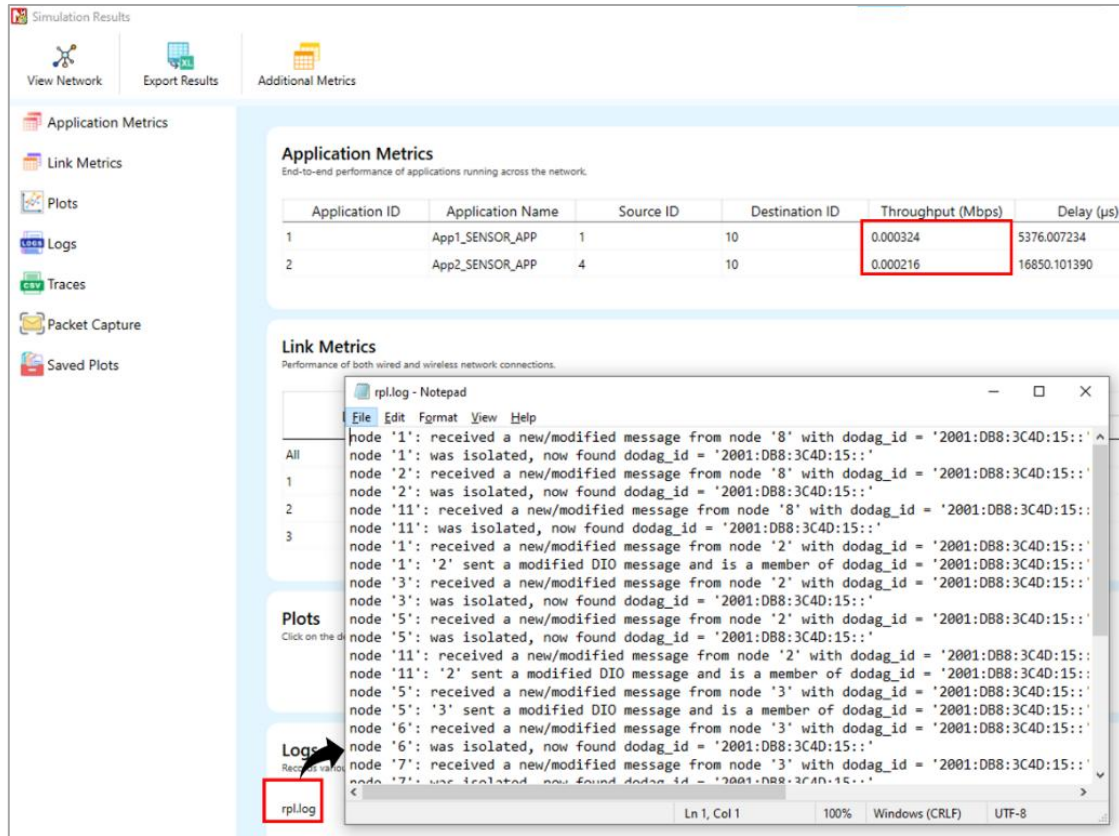 Simulation Results
View Network
Export Results
Additional Metrics
Application Metrics
Link Metrics
Plots
Logs
Traces
Packet Capture
Saved Plots
Application Metrics
End-to-end performance of applications running across the network.
Application ID Application Name Source ID Destination ID Throughput (Mbps) Delay (µs)
1 App1_SENSOR_APP 1 10 0.000324 5376.007234
2 App2_SENSOR_APP 4 10 0.000216 16850.101390
Link Metrics
Performance of both wired and wireless network connections.
All
1
2
3
Plots
Click on the
Logs
Records
rpl.log
rpl.log - Notepad
File Edit Format View Help
node '1': received a new/modified message from node '8' with dodag_id = '2001:DB8:3C4D:15::'
node '1': was isolated, now found dodag_id = '2001:DB8:3C4D:15::'
node '2': received a new/modified message from node '8' with dodag_id = '2001:DB8:3C4D:15::'
node '2': was isolated, now found dodag_id = '2001:DB8:3C4D:15::'
node '11': received a new/modified message from node '8' with dodag_id = '2001:DB8:3C4D:15::
node '11': was isolated, now found dodag_id = '2001:DB8:3C4D:15::'
node '1': received a new/modified message from node '2' with dodag_id = '2001:DB8:3C4D:15::'
node '1': '2' sent a modified DIO message and is a member of dodag_id = '2001:DB8:3C4D:15::'
node '3': received a new/modified message from node '2' with dodag_id = '2001:DB8:3C4D:15::'
node '3': was isolated, now found dodag_id = '2001:DB8:3C4D:15::'
node '5': received a new/modified message from node '2' with dodag_id = '2001:DB8:3C4D:15::'
node '5': was isolated, now found dodag_id = '2001:DB8:3C4D:15::'
node '11': received a new/modified message from node '2' with dodag_id = '2001:DB8:3C4D:15::
node '11': '2' sent a modified DIO message and is a member of dodag_id = '2001:DB8:3C4D:15::
node '5': received a new/modified message from node '3' with dodag_id = '2001:DB8:3C4D:15::'
node '5': '3' sent a modified DIO message and is a member of dodag_id = '2001:DB8:3C4D:15::'
node '6': received a new/modified message from node '3' with dodag_id = '2001:DB8:3C4D:15::'
node '6': was isolated, now found dodag_id = '2001:DB8:3C4D:15::'
node '7': received a new/modified message from node '3' with dodag_id = '2001:DB8:3C4D:15::'
node '7': was isolated, now found dodag_id = '2001:DB8:3C4D:15::'
Ln 1, Col 1 100% Windows (CRLF) UTF-8